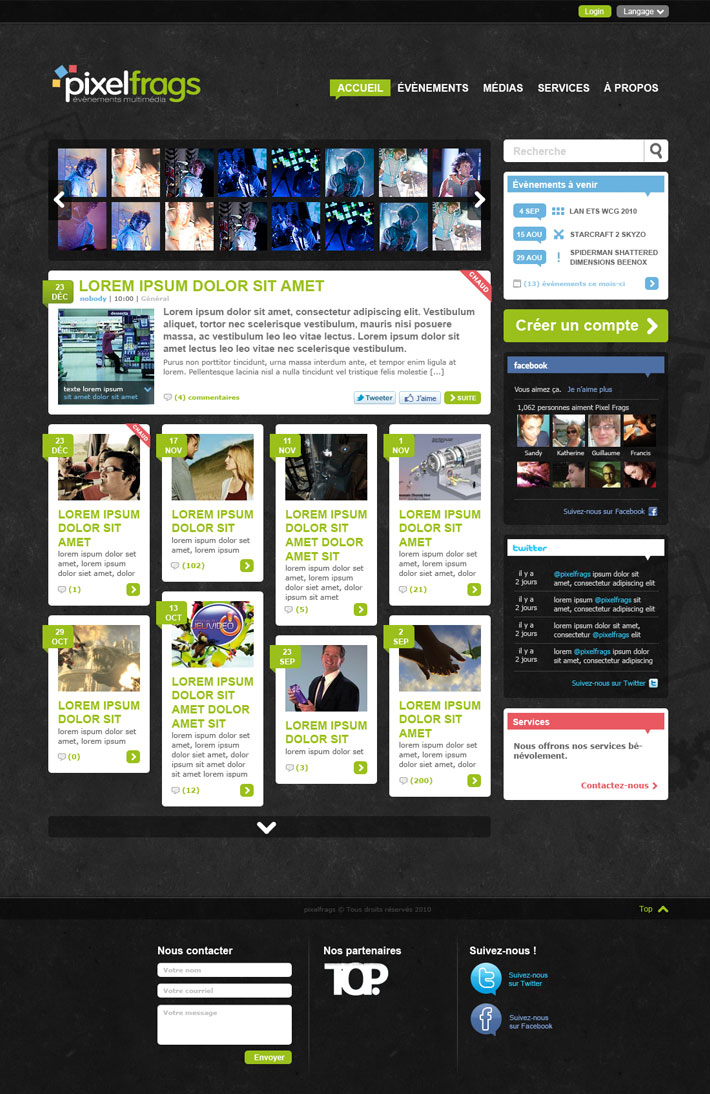 Login
Langage
pixelfrags
évènements multimédia
ACCUEIL ÉVÈNEMENTS MÉDIAS SERVICES À PROPOS
Recherche
Évènements à venir
4 SEP LAN ETS WCG 2010
15 AOU STARCRAFT 2 SKYZO
29 AOU SPIDERMAN SHATTERED
DIMENSIONS BEENOX
(13) évènements ce mois-si
Créer un compte
facebook
Vous aimez ça. Je n'aime plus
1,062 personnes aiment Pixel Frags
Sandy Katherine Guillaume Francis
Suivez-nous sur Facebook
twitter
il y a
2 jours
@pixelfrags ipsum dolor sit
amet, consectetur adipiscing elit
il y a
2 jours
lorem ipsum @pixelfrags sit
amet, consectetur adipiscing elit
il y a
2 jours
lorem ipsum dolor sit amet,
consectetur @pixelfrags elit
il y a
2 jours
lorem @pixelfrags ipsum dolor
sit amet, consectetur adipiscing
Suivez-nous sur Twitter
Services
Nous offrons nos services bé-
névolement.
Contactez-nous
23
DÉC
LOREM IPSUM DOLOR SIT AMET
CHAUD
nobody | 10:00 | Général
texte lorem ipsum
sit amet dolor sit amet
Lorem ipsum dolor sit amet, consectetur adipiscing elit. Vestibulum
aliquet, tortor nec scelerisque vestibulum, mauris nisi posuere
massa, ac vestibulum leo leo vitae lectus. Lorem ipsum dolor sit
amet lectus leo leo vitae nec scelerisque vestibulum.
Purus non porttitor tincidunt, urna massa interdum ante, et tempor enim ligula at
lorem. Pellentesque lacinia nisl a nulla tincidunt vel tristique felis molestie [...]
(4) commentaires
Tweeter
J'aime
SUITE
23
DÉC
CHAUD
LOREM IPSUM
DOLOR SIT
AMET
lorem ipsum dolor set
amet, lorem ipsum
dolor siet amet, dolor
(1)
17
NOV
LOREM IPSUM
DOLOR SIT
lorem ipsum dolor set
amet, lorem ipsum
(102)
11
NOV
LOREM IPSUM
DOLOR SIT
AMET DOLOR
AMET SIT
lorem ipsum dolor set
amet, lorem ipsum
dolor siet amet, dolor
ipsum sit amet
(5)
1
NOV
LOREM IPSUM
DOLOR SIT
AMET
lorem ipsum dolor set
amet, lorem ipsum
dolor siet amet, dolor
(21)
29
OCT
LOREM IPSUM
DOLOR SIT
lorem ipsum dolor set
amet, lorem ipsum
(0)
13
OCT
JEUVIDÉO
LOREM IPSUM
DOLOR SIT
AMET DOLOR
AMET SIT
lorem ipsum dolor set
amet, lorem ipsum
dolor siet amet, dolor
ipsum sit amet, dolor
sit amet lorem ipsum
(12)
23
SEP
LOREM IPSUM
DOLOR SIT
lorem ipsum dolor set
(3)
2
SEP
LOREM IPSUM
DOLOR SIT
AMET
lorem ipsum dolor set
amet, lorem ipsum
dolor siet amet, dolor
(200)
pixelfrags © Tous droits réservés 2010
Top
Nous contacter
Votre nom
Votre courriel
Votre message
Envoyer
Nos partenaires
TOP.
Suivez-nous !
Suivez-nous
sur Twitter
Suivez-nous
sur Facebook